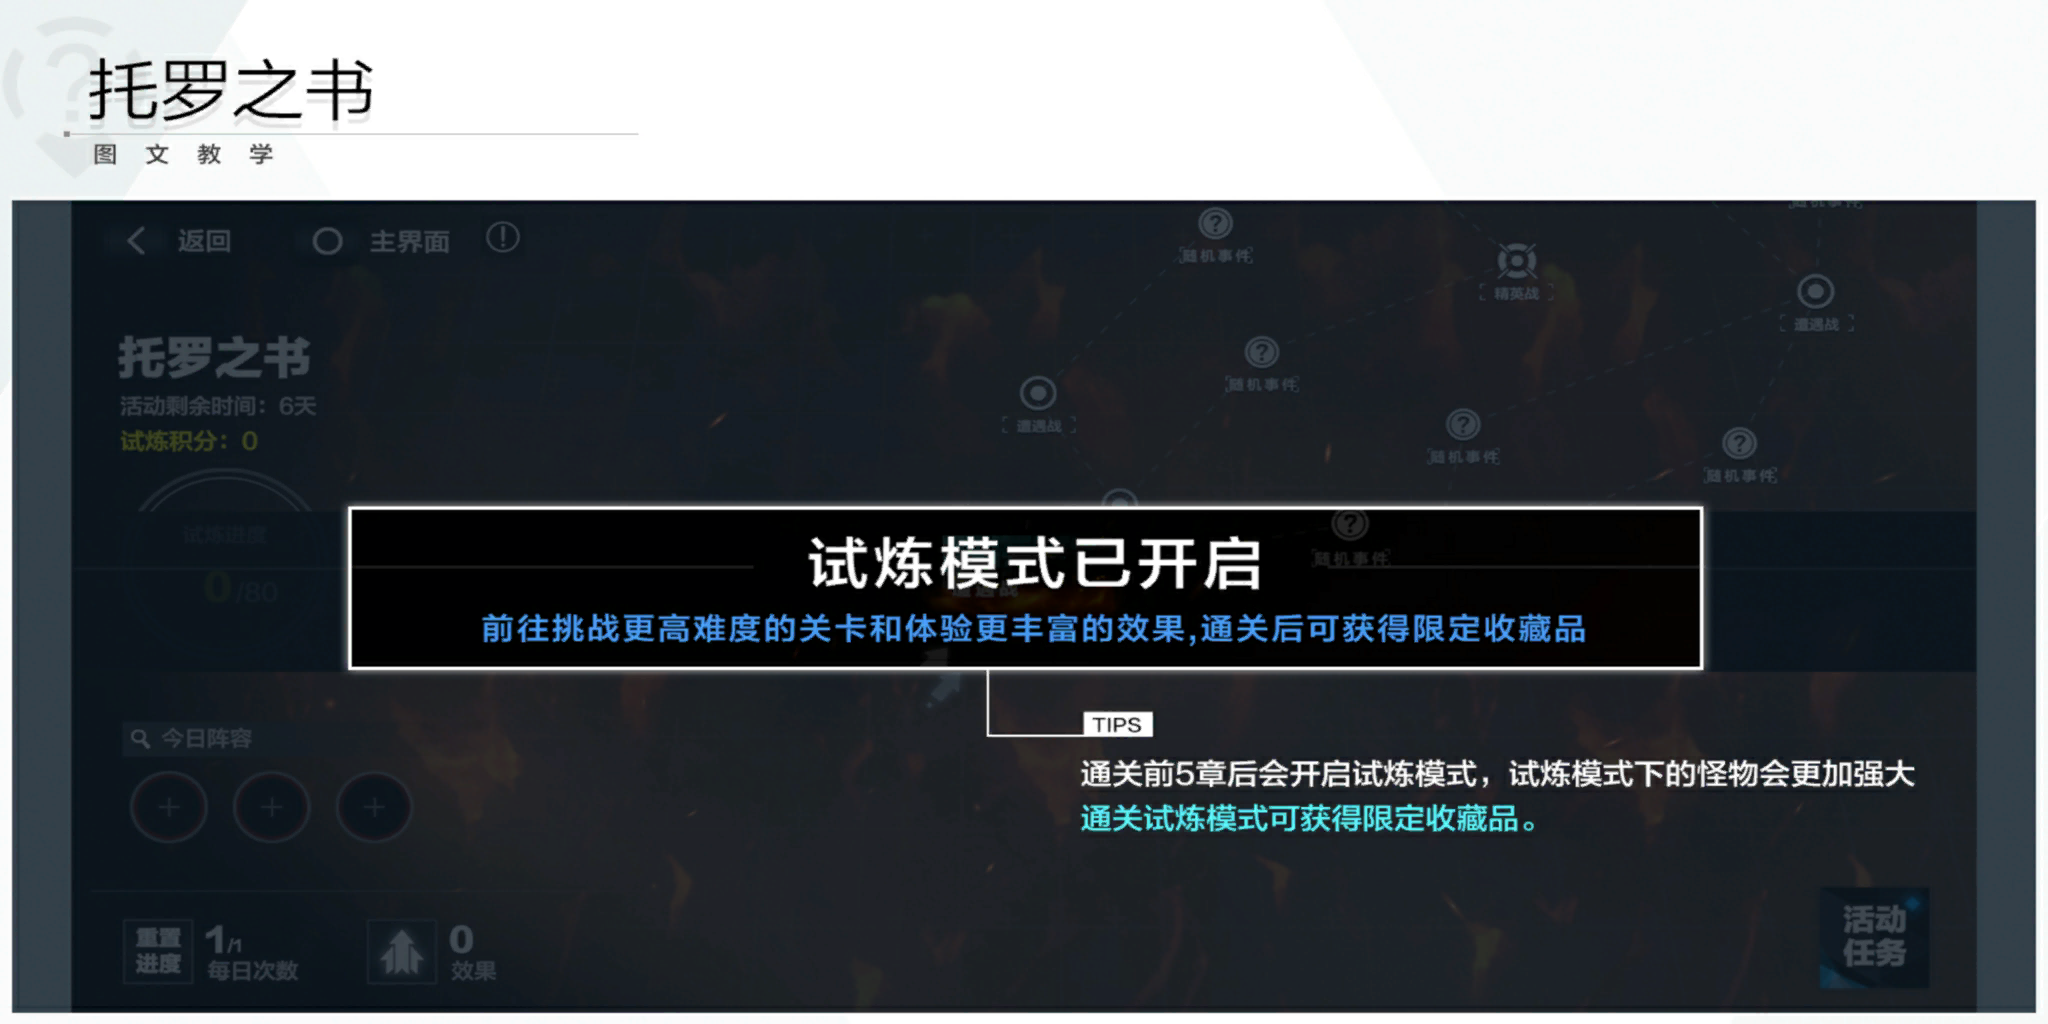 托罗之书
图文教学
返回
主界面
随机事件
随机事件
精英战
遭遇战
托罗之书
活动剩余时间：6天
试炼积分：0
随机事件
遭遇战
随机事件
随机事件
试炼进度
0/80
随机事件
试炼模式已开启
遭遇战
前往挑战更高难度的关卡和体验更丰富的效果,通关后可获得限定收藏品
TIPS
今日阵容
通关前5章后会开启试炼模式，试炼模式下的怪物会更加强大
通关试炼模式可获得限定收藏品。
重置
进度
1/1
每日次数
0
效果
活动
任务